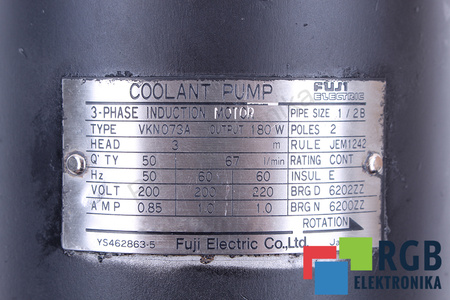 COOLANT PUMP FUJI ELECTRIC
3-PHASE INDUCTION MOTOR PIPE SIZE 1/2B
TYPE VKN073A OUTPUT 180W POLES 2
HEAD 3 m RULE JEM1242
Q'TY 50 67 l/min RATING CONT
Hz 50 60 60 INSUL E
VOLT 200 200 220 BRG D 6202ZZ
AMP 0.85 1.0 1.0 BRG N 6200ZZ
ROTATION
YS462863-5 Fuji Electric Co.,Ltd.
RGB
ELEKTRONIKA